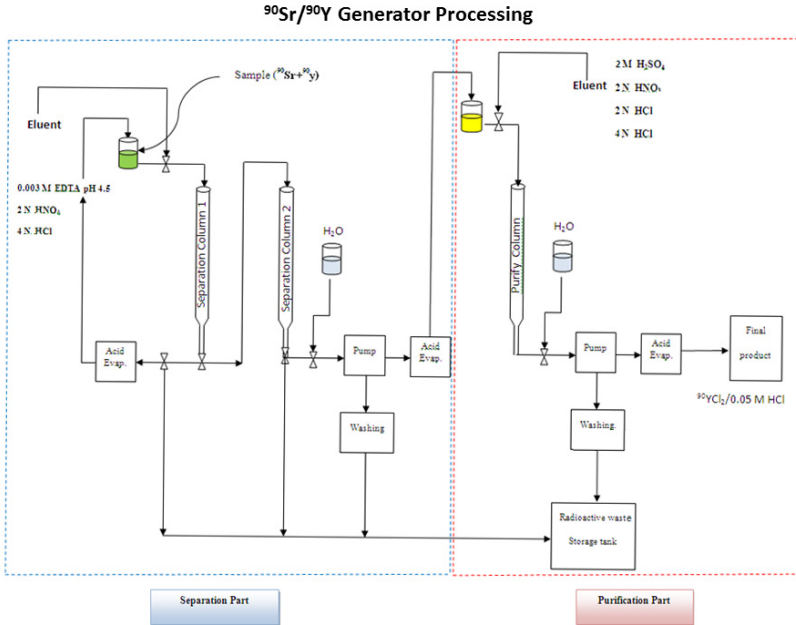 ⁹⁰Sr/⁹⁰Y Generator Processing
Sample (⁹⁰Sr+⁹⁰y)
Eluent
0.003 M EDTA pH 4.5
2 N HNO₄
4 N. HCl
Separation Column 1
Separation Column 2
H₂O
Acid
Evap.
Pump
Acid
Evap.
Washing
Eluent
2 M H₂SO₄
2 N HNO₃
2 N HCl
4 N HCl
Purify Column
H₂O
Pump
Acid
Evap.
Final
product
⁹⁰YCl₂/0.05 M HCl
Washing.
Radioactive waste
Storage tank
Separation Part
Purification Part